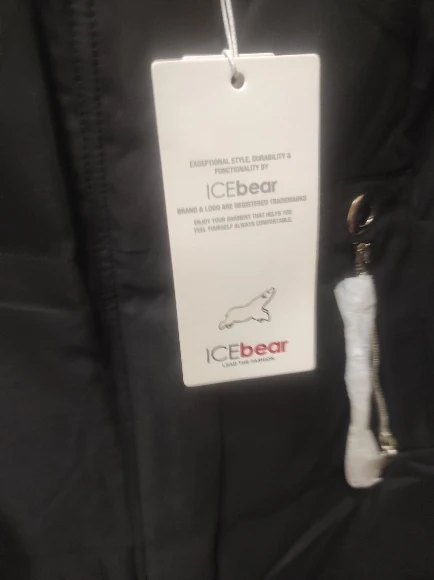 EXCEPTIONAL STYLE, DURABILITY &
FUNCTIONALITY BY
ICEbear
BRAND & LOGO ARE REGISTERED TRADEMARKS
ENJOY YOUR GARMENT THAT HELPS YOU
FEEL YOURSELF ALWAYS COMFORTABLE.
ICEbear
LEAD THE FASHION